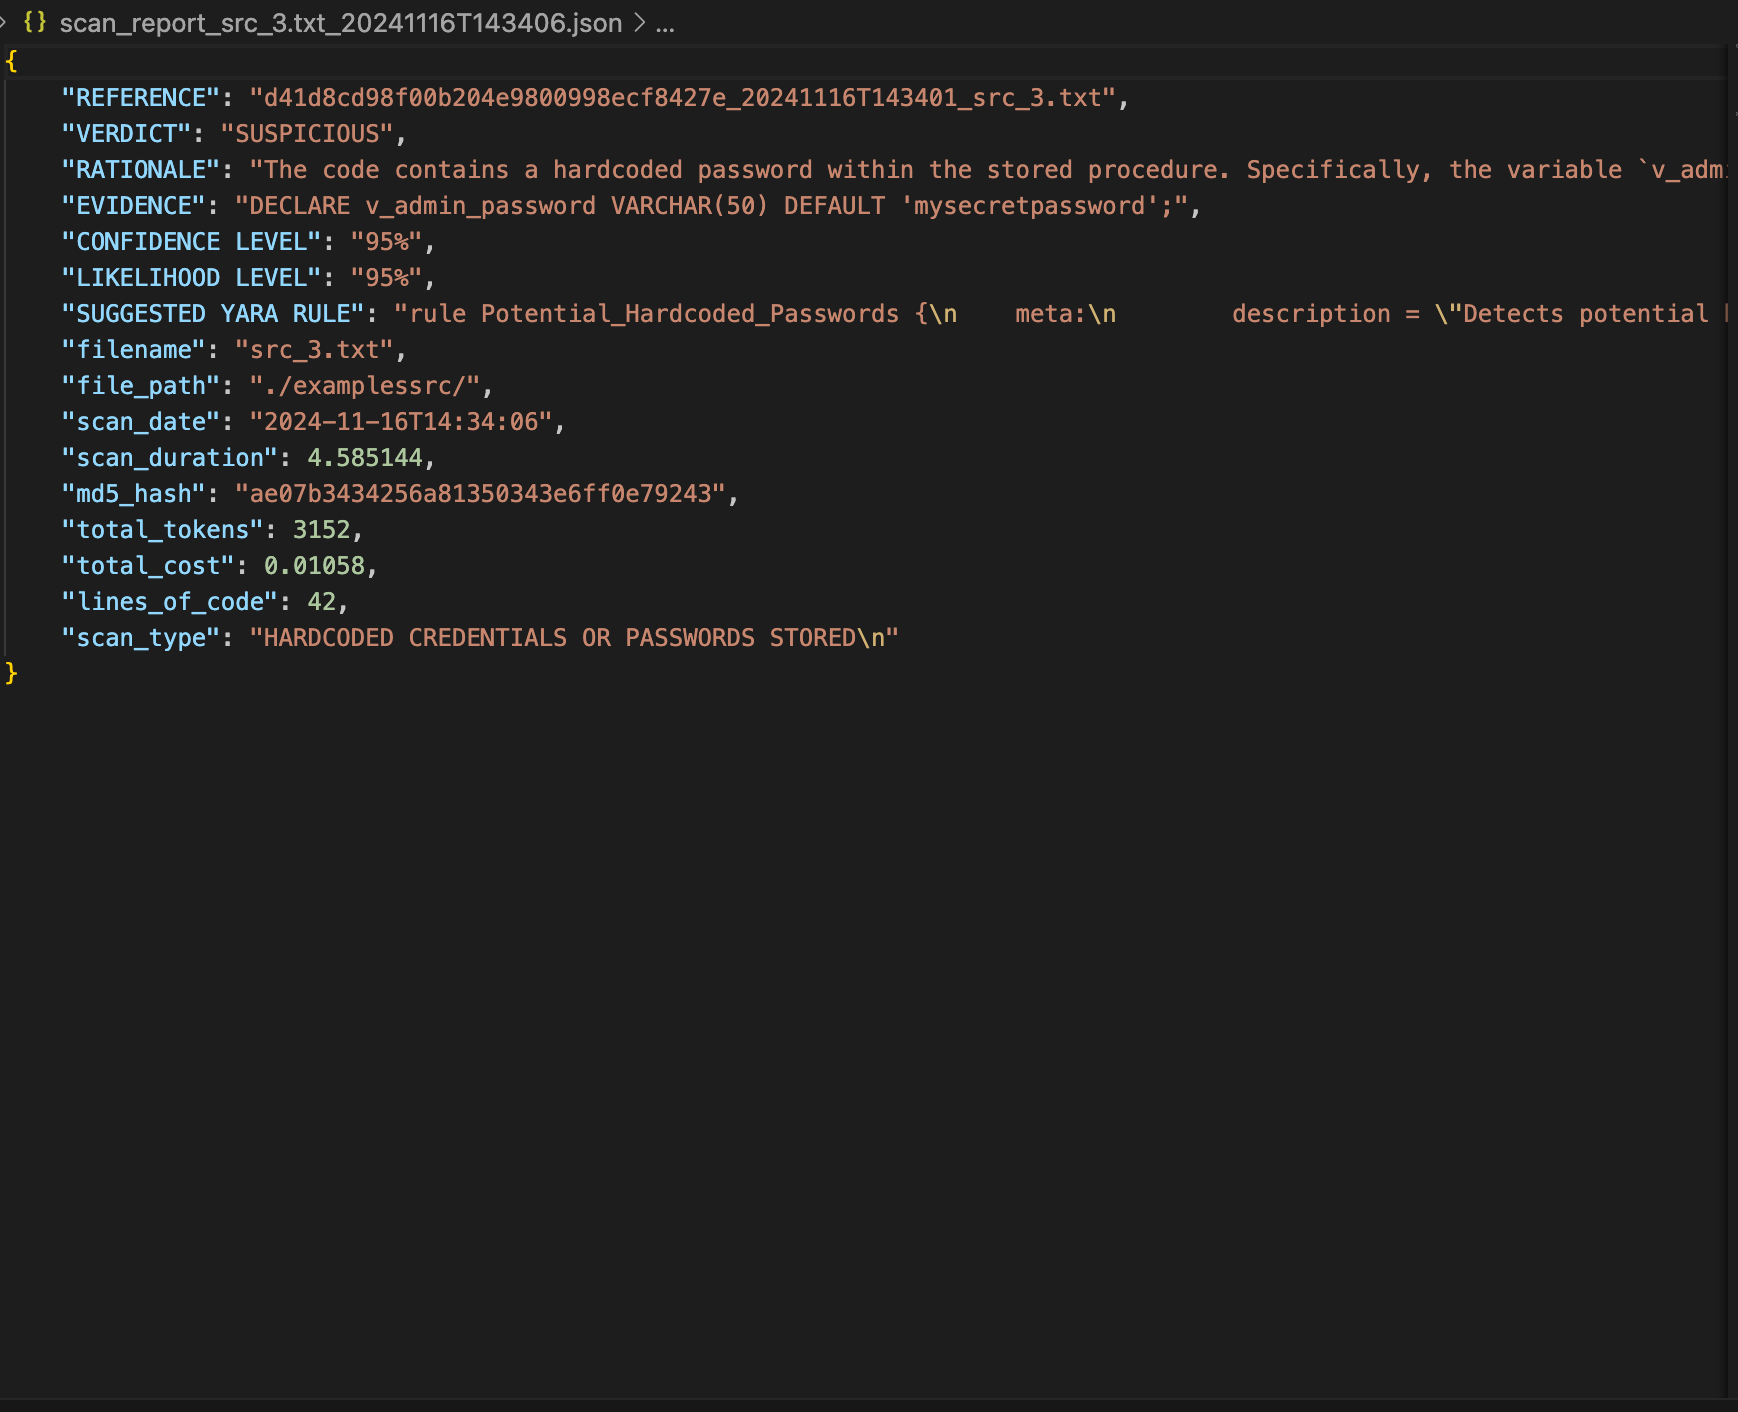 {} scan_report_src_3.txt_20241116T143406.json > ...
{
    "REFERENCE": "d41d8cd98f00b204e9800998ecf8427e_20241116T143401_src_3.txt",
    "VERDICT": "SUSPICIOUS",
    "RATIONALE": "The code contains a hardcoded password within the stored procedure. Specifically, the variable `v_adm
    "EVIDENCE": "DECLARE v_admin_password VARCHAR(50) DEFAULT 'mysecretpassword';",
    "CONFIDENCE LEVEL": "95%",
    "LIKELIHOOD LEVEL": "95%",
    "SUGGESTED YARA RULE": "rule Potential_Hardcoded_Passwords {\n    meta:\n        description = \"Detects potential
    "filename": "src_3.txt",
    "file_path": "./examplessrc/",
    "scan_date": "2024-11-16T14:34:06",
    "scan_duration": 4.585144,
    "md5_hash": "ae07b3434256a81350343e6ff0e79243",
    "total_tokens": 3152,
    "total_cost": 0.01058,
    "lines_of_code": 42,
    "scan_type": "HARDCODED CREDENTIALS OR PASSWORDS STORED\n"
}